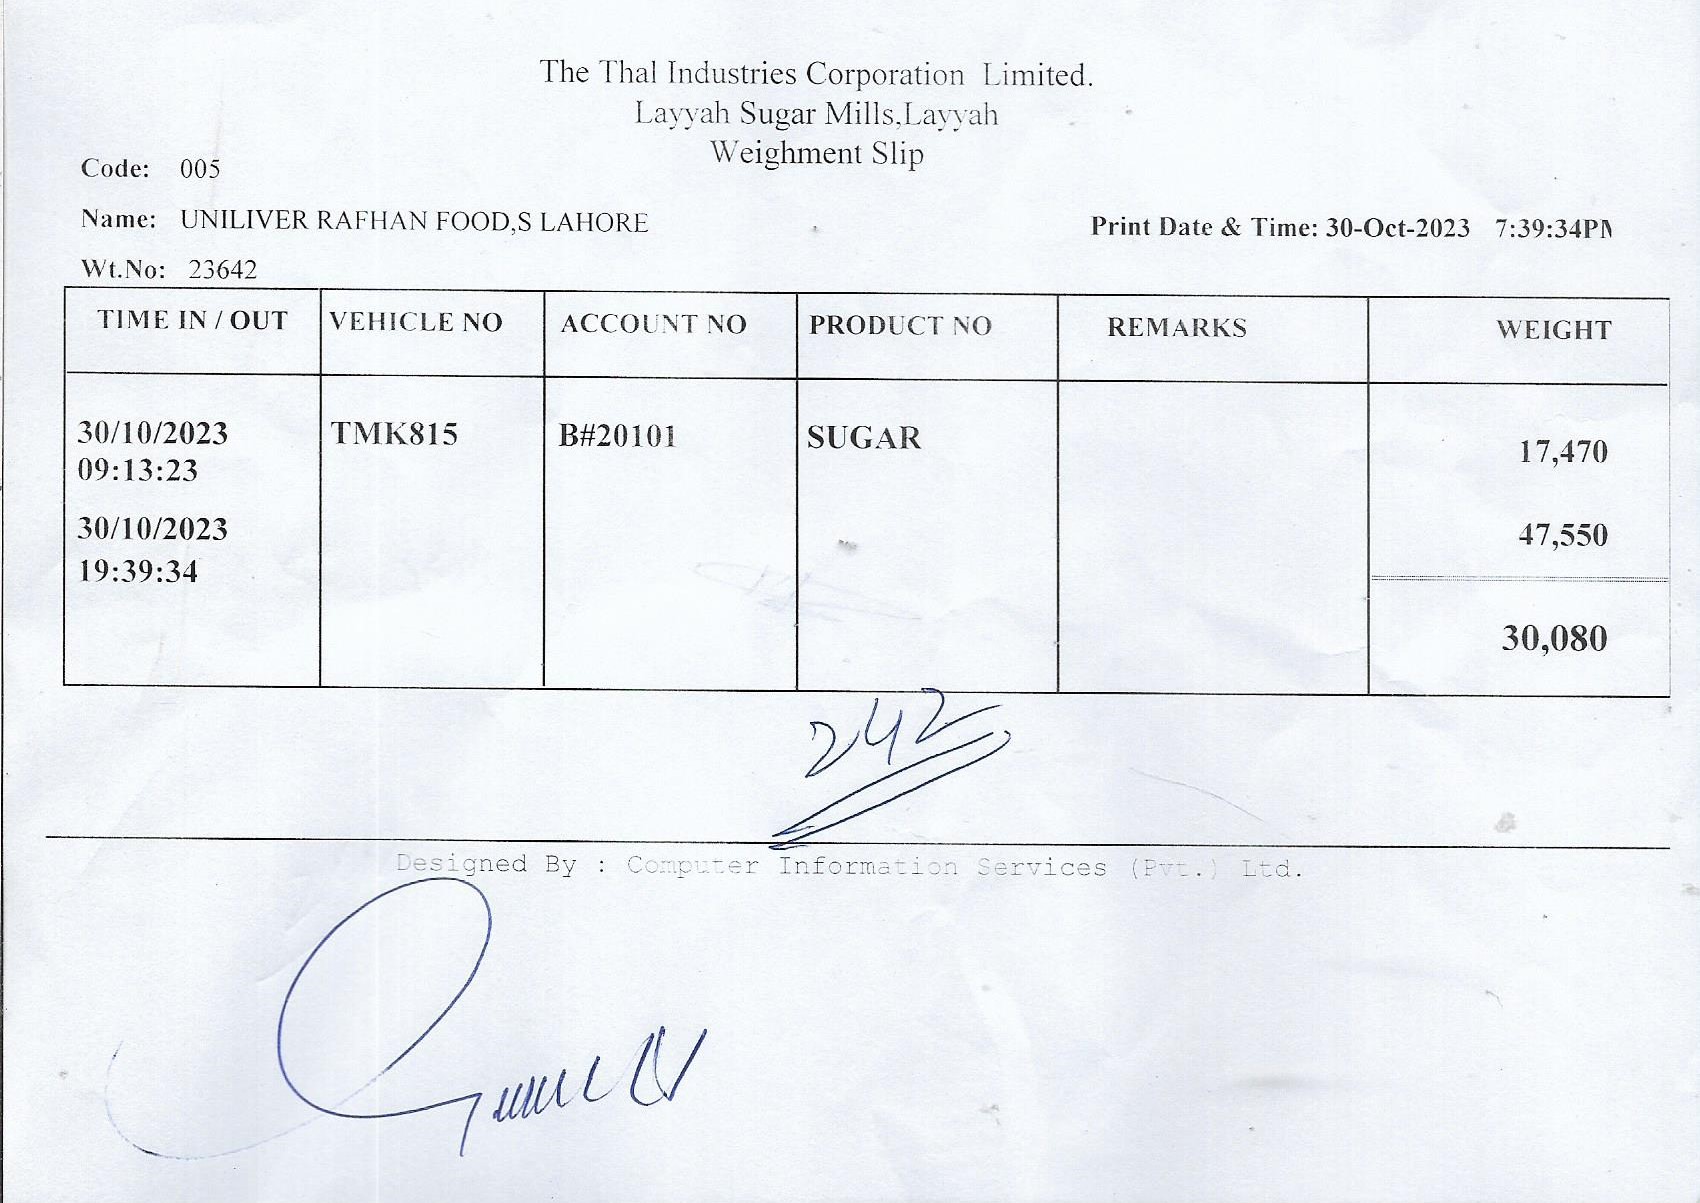 The Thal Industries Corporation Limited.
Layyah Sugar Mills,Layyah
Weighment Slip
Code: 005
Name: UNILIVER RAFHAN FOOD,S LAHORE
Print Date & Time: 30-Oct-2023 7:39:34PM
Wt.No: 23642
TIME IN / OUT VEHICLE NO ACCOUNT NO PRODUCT NO REMARKS WEIGHT
30/10/2023 TMK815 B#20101 SUGAR 17,470
09:13:23
30/10/2023 47,550
19:39:34
30,080
242
Designed By : Computer Information Services (Pvt.) Ltd.